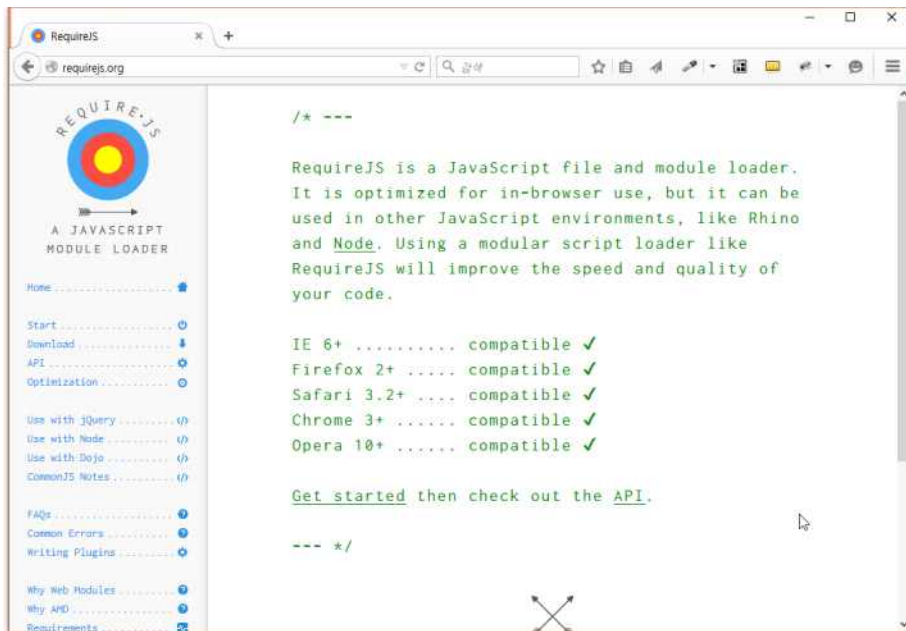 RequireJS
requirejs.org
검색
REQUIRE.JS
A JAVASCRIPT
MODULE LOADER
Home ..................
Start .................
Download ..............
API ...................
Optimization ..........
Use with jQuery ......... </>
Use with Node .......... </>
Use with Dojo .......... </>
CommonJS Notes ......... </>
FAQs ..................
Common Errors ..........
Writing Plugins .........
Why Web Modules .........
Why AMD ...............
Requirements ...........
/* ---
RequireJS is a JavaScript file and module loader.
It is optimized for in-browser use, but it can be
used in other JavaScript environments, like Rhino
and Node. Using a modular script loader like
RequireJS will improve the speed and quality of
your code.
IE 6+ .......... compatible ✔
Firefox 2+ ..... compatible ✔
Safari 3.2+ .... compatible ✔
Chrome 3+ ...... compatible ✔
Opera 10+ ...... compatible ✔
Get started then check out the API.
--- */